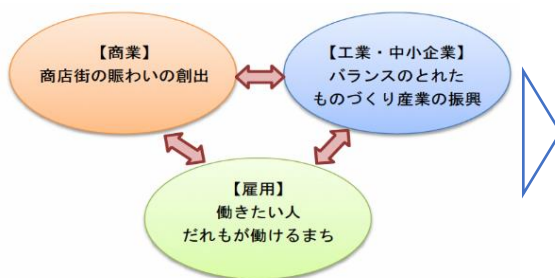 【商業】
商店街の賑わいの創出
【工業・中小企業】
バランスのとれた
ものづくり産業の振興
【雇用】
働きたい人
だれもが働けるまち